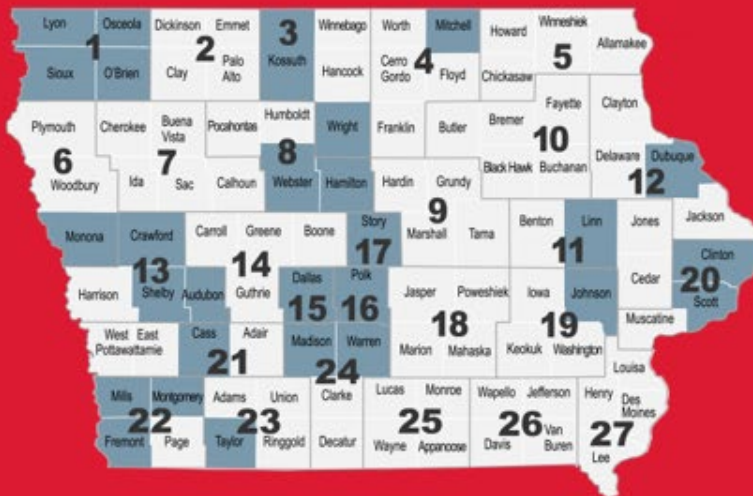 Lyon Osceola Dickinson Emmet 3 Winnebago Worth Mitchell Howard Winneshiek Allamakee
1 2 Kossuth 4 5
Sioux O'Brien Clay Palo Alto Hancock Cerro Gordo Floyd Chickasaw
Plymouth Cherokee Buena Vista Pocahontas Humboldt Wright Franklin Butler Bremer Fayette Clayton
6 7 8 10
Woodbury Ida Sac Calhoun Webster Hamilton Hardin Grundy Black Hawk Buchanan Delaware Dubuque
9 12
Monona Crawford Carroll Greene Boone Story Marshall Tama Benton Linn Jones Jackson
13 14 17 11 Clinton
Harrison Shelby Audubon Guthrie Dallas Polk Jasper Poweshiek Iowa Johnson Cedar 20
15 16 18 19 Scott
West East Pottawattamie Cass Adair Madison Warren Marion Mahaska Keokuk Washington Muscatine
21 24 Louisa
Mills Montgomery Adams Union Clarke Lucas Monroe Wapello Jefferson Henry Des Moines
22 23 25 26 27
Fremont Page Taylor Ringgold Decatur Wayne Appanoose Davis Van Buren Lee